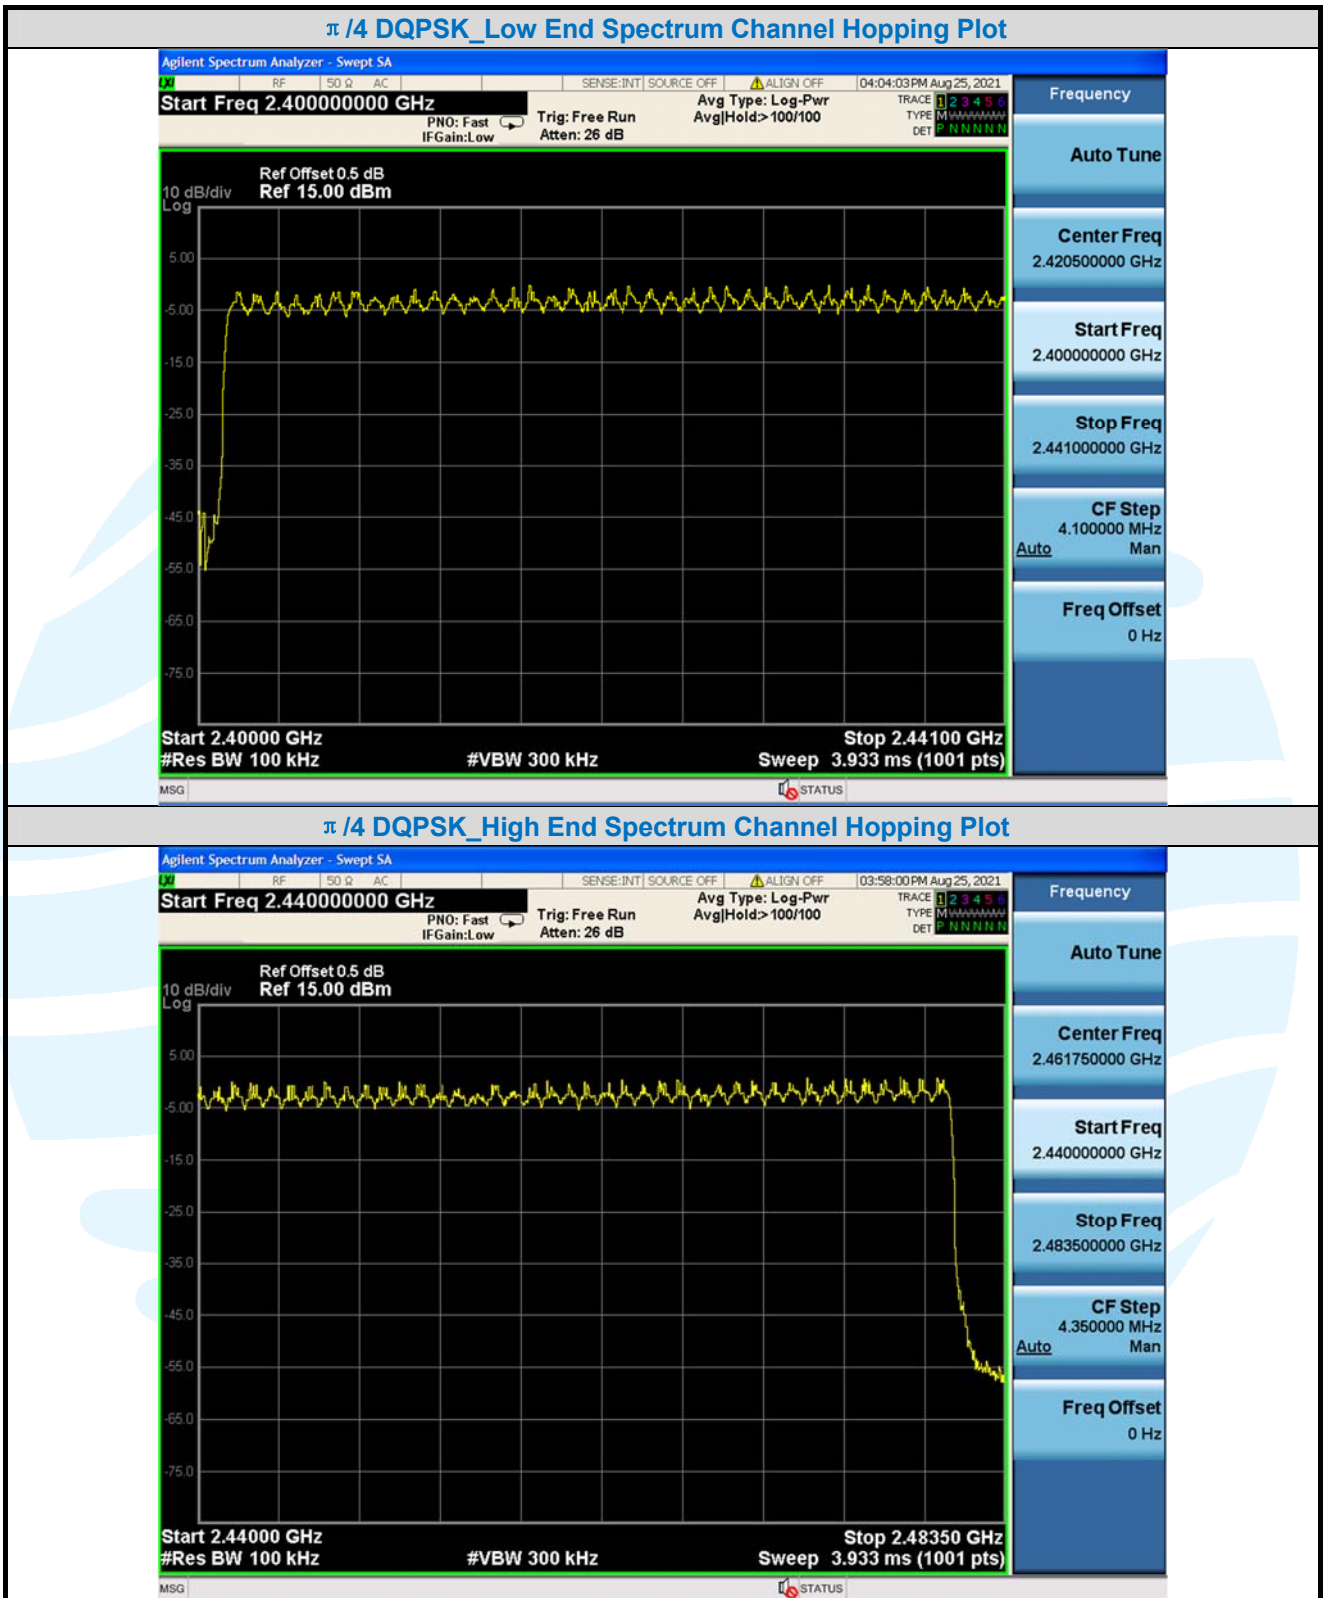 π/4 DQPSK_Low End Spectrum Channel Hopping Plot
Agilent Spectrum Analyzer - Swept SA
LXI RF 50 Ω AC SENSE:INT SOURCE OFF ALIGN OFF 04:04:03 PM Aug 25, 2021
Start Freq 2.400000000 GHz
PNO: Fast
IFGain:Low
Trig: Free Run
Atten: 26 dB
Avg Type: Log-Pwr
Avg|Hold:> 100/100
TRACE 1 2 3 4 5 6
TYPE M
DET P N N N N N
Ref Offset 0.5 dB
10 dB/div Ref 15.00 dBm
Log
5.00
-5.00
-15.0
-25.0
-35.0
-45.0
-55.0
-65.0
-75.0
Start 2.40000 GHz Stop 2.44100 GHz
#Res BW 100 kHz #VBW 300 kHz Sweep 3.933 ms (1001 pts)
MSG STATUS
Frequency
Auto Tune
Center Freq
2.420500000 GHz
Start Freq
2.400000000 GHz
Stop Freq
2.441000000 GHz
CF Step
4.100000 MHz
Auto Man
Freq Offset
0 Hz
π/4 DQPSK_High End Spectrum Channel Hopping Plot
Agilent Spectrum Analyzer - Swept SA
LXI RF 50 Ω AC SENSE:INT SOURCE OFF ALIGN OFF 03:58:00 PM Aug 25, 2021
Start Freq 2.440000000 GHz
PNO: Fast
IFGain:Low
Trig: Free Run
Atten: 26 dB
Avg Type: Log-Pwr
Avg|Hold:> 100/100
TRACE 1 2 3 4 5 6
TYPE M
DET P N N N N N
Ref Offset 0.5 dB
10 dB/div Ref 15.00 dBm
Log
5.00
-5.00
-15.0
-25.0
-35.0
-45.0
-55.0
-65.0
-75.0
Start 2.44000 GHz Stop 2.48350 GHz
#Res BW 100 kHz #VBW 300 kHz Sweep 3.933 ms (1001 pts)
MSG STATUS
Frequency
Auto Tune
Center Freq
2.461750000 GHz
Start Freq
2.440000000 GHz
Stop Freq
2.483500000 GHz
CF Step
4.350000 MHz
Auto Man
Freq Offset
0 Hz